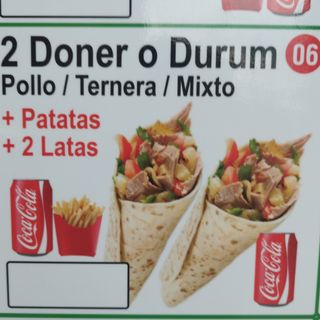 2 Doner o Durum 06
Pollo / Ternera / Mixto
+ Patatas
+ 2 Latas
Coca-Cola
Coca-Cola